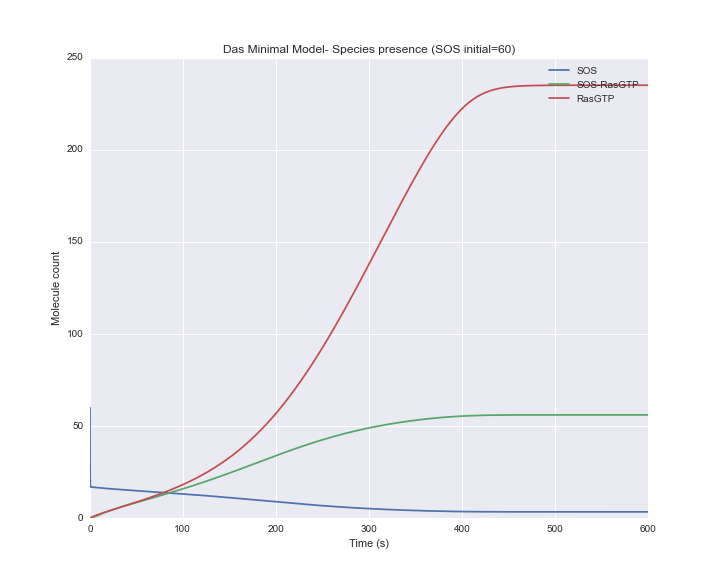 Das Minimal Model- Species presence (SOS initial=60)
SOS
SOS-RasGTP
RasGTP
250
200
150
100
50
0
Molecule count
0 100 200 300 400 500 600
Time (s)